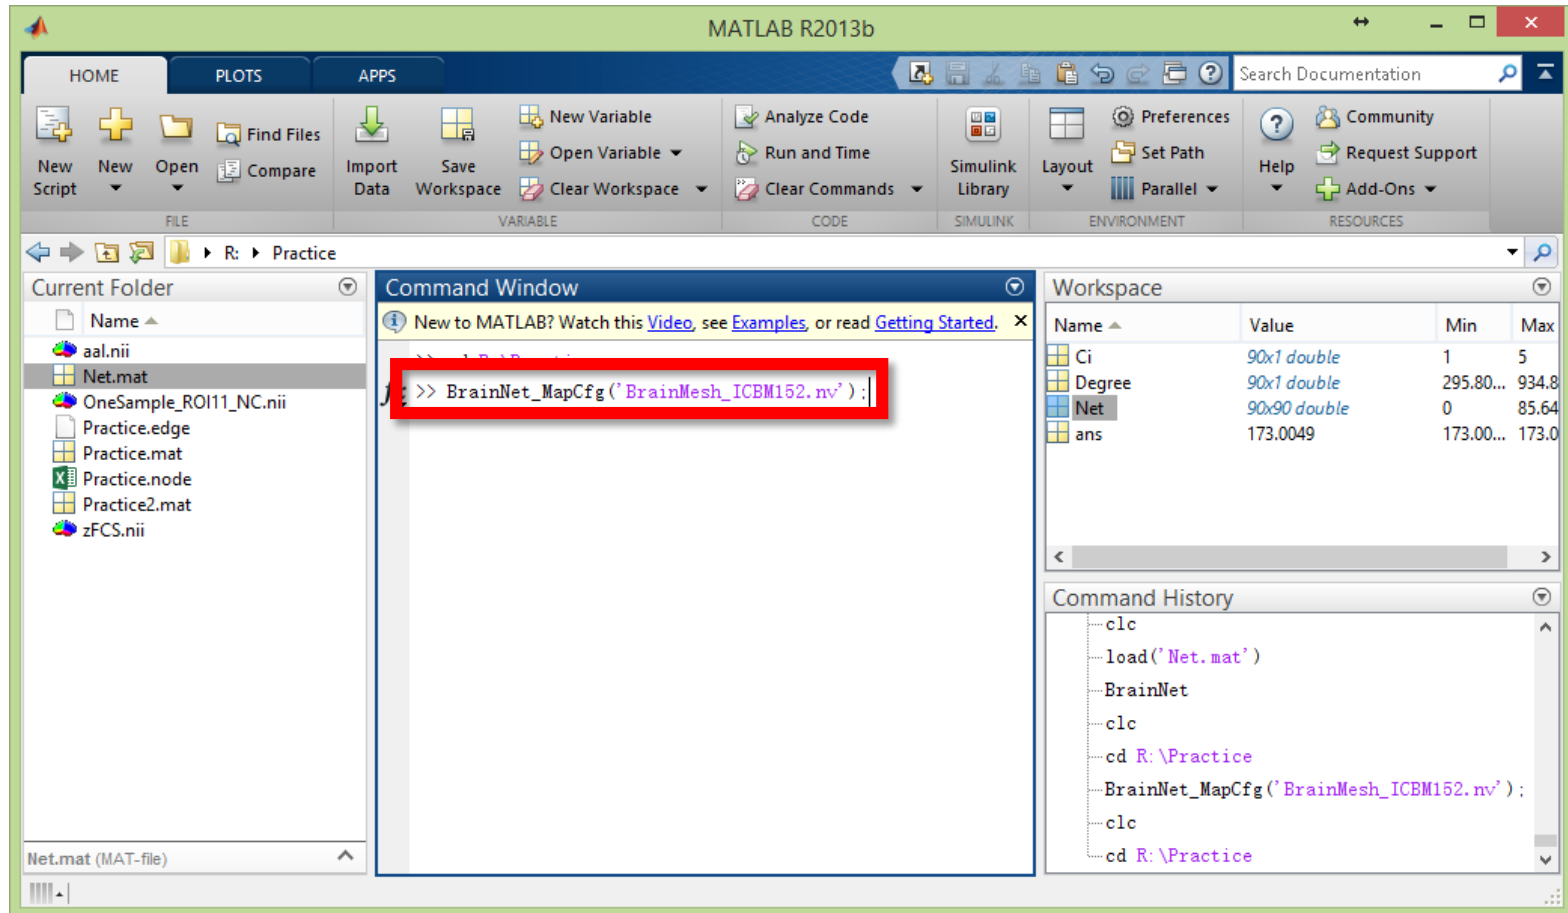 MATLAB R2013b
HOME PLOTS APPS Search Documentation
New Script
New
Open
Find Files
Compare
Import Data
Save Workspace
New Variable
Open Variable
Clear Workspace
Analyze Code
Run and Time
Clear Commands
Simulink Library
Layout
Preferences
Set Path
Parallel
Help
Community
Request Support
Add-Ons
FILE VARIABLE CODE SIMULINK ENVIRONMENT RESOURCES
R: Practice
Current Folder
Name
aal.nii
Net.mat
OneSample_ROI11_NC.nii
Practice.edge
Practice.mat
Practice.node
Practice2.mat
zFCS.nii
Net.mat (MAT-file)
Command Window
New to MATLAB? Watch this Video, see Examples, or read Getting Started.
>> BrainNet_MapCfg('BrainMesh_ICBM152.nv');
Workspace
Name Value Min Max
Ci 90x1 double 1 5
Degree 90x1 double 295.80... 934.8
Net 90x90 double 0 85.64
ans 173.0049 173.00... 173.0
Command History
clc
load('Net.mat')
BrainNet
clc
cd R:\Practice
BrainNet_MapCfg('BrainMesh_ICBM152.nv');
clc
cd R:\Practice